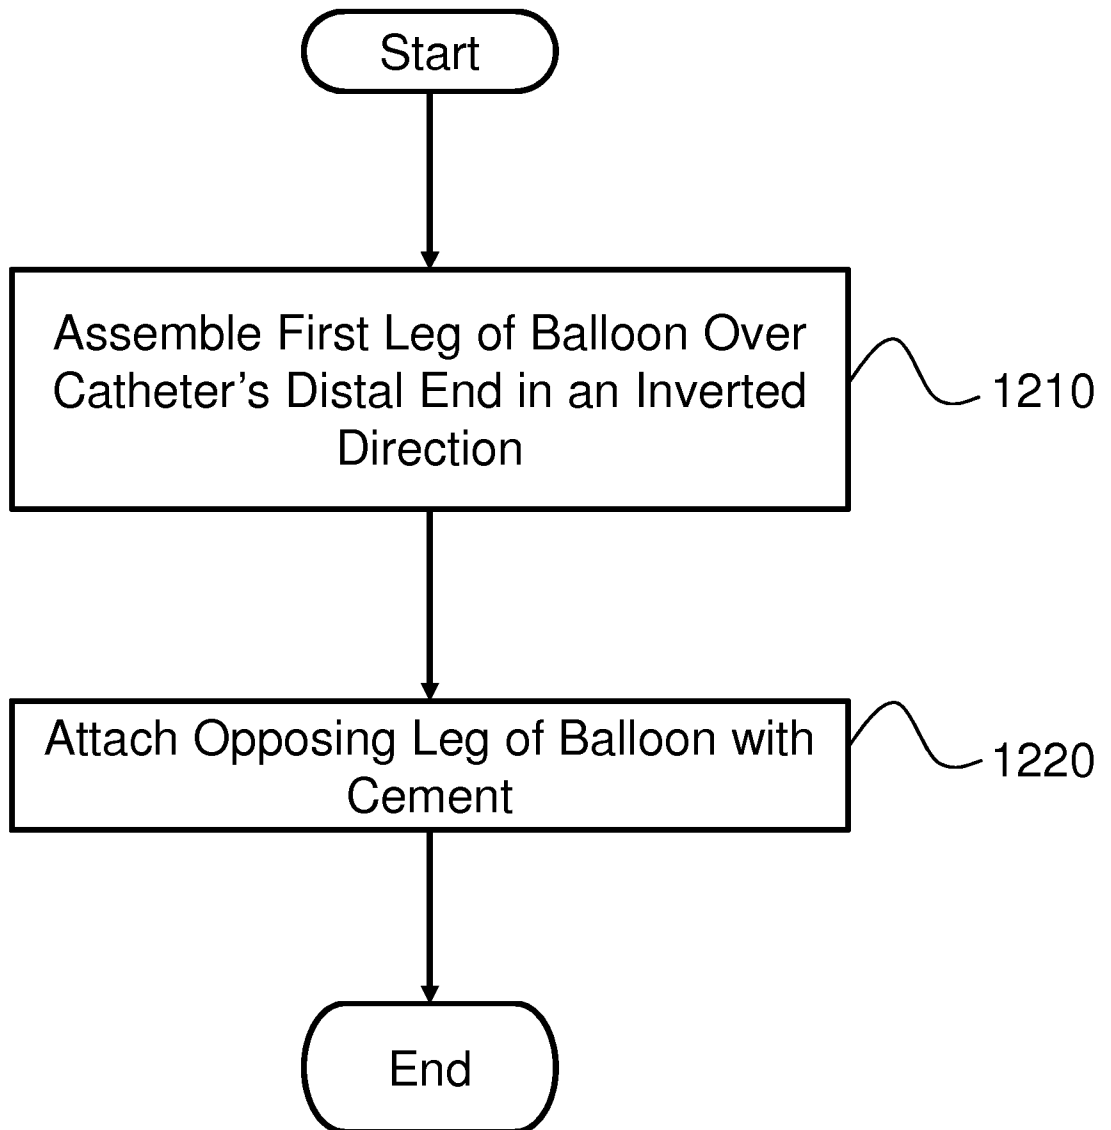 Start
Assemble First Leg of Balloon Over
Catheter’s Distal End in an Inverted
Direction
1210
Attach Opposing Leg of Balloon with
Cement
1220
End